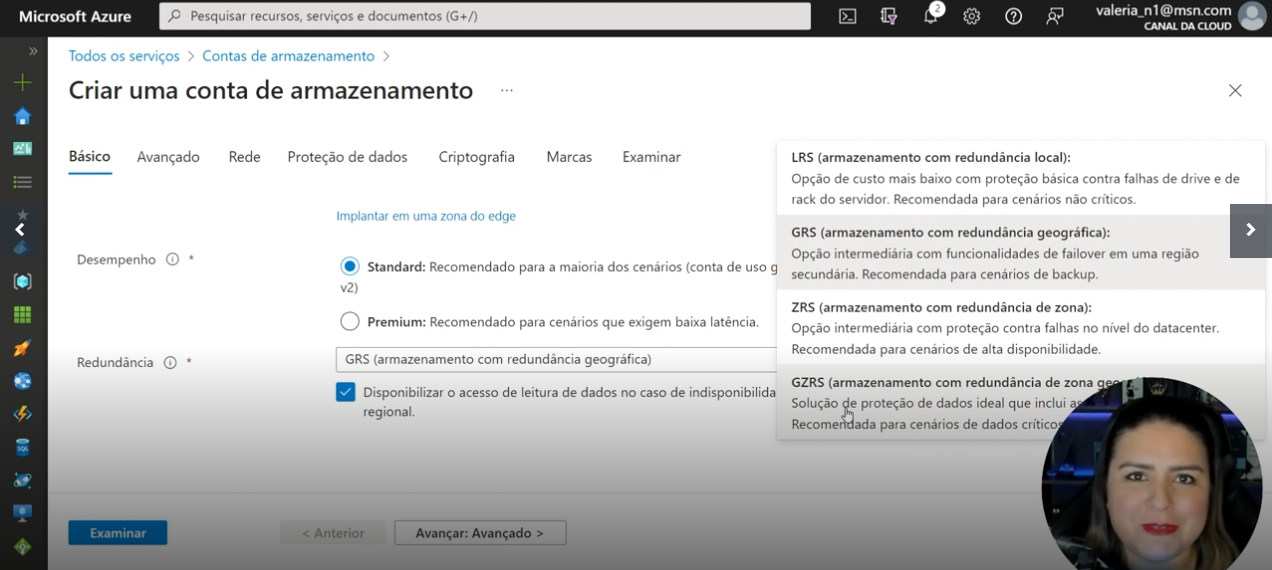 Microsoft Azure
Pesquisar recursos, serviços e documentos (G+/)
2
valeria_n1@msn.com
CANAL DA CLOUD
Todos os serviços > Contas de armazenamento >
Criar uma conta de armazenamento ...
Básico Avançado Rede Proteção de dados Criptografia Marcas Examinar
Implantar em uma zona do edge
Desempenho *
Standard: Recomendado para a maioria dos cenários (conta de uso g
v2)
Premium: Recomendado para cenários que exigem baixa latência.
Redundância *
GRS (armazenamento com redundância geográfica)
Disponibilizar o acesso de leitura de dados no caso de indisponibilida
regional.
LRS (armazenamento com redundância local):
Opção de custo mais baixo com proteção básica contra falhas de drive e de
rack do servidor. Recomendada para cenários não críticos.
GRS (armazenamento com redundância geográfica):
Opção intermediária com funcionalidades de failover em uma região
secundária. Recomendada para cenários de backup.
ZRS (armazenamento com redundância de zona):
Opção intermediária com proteção contra falhas no nível do datacenter.
Recomendada para cenários de alta disponibilidade.
GZRS (armazenamento com redundância de zona
Solução de proteção de dados ideal que inclui
Recomendada para cenários de dados críticos
Examinar
< Anterior
Avançar: Avançado >
SQL